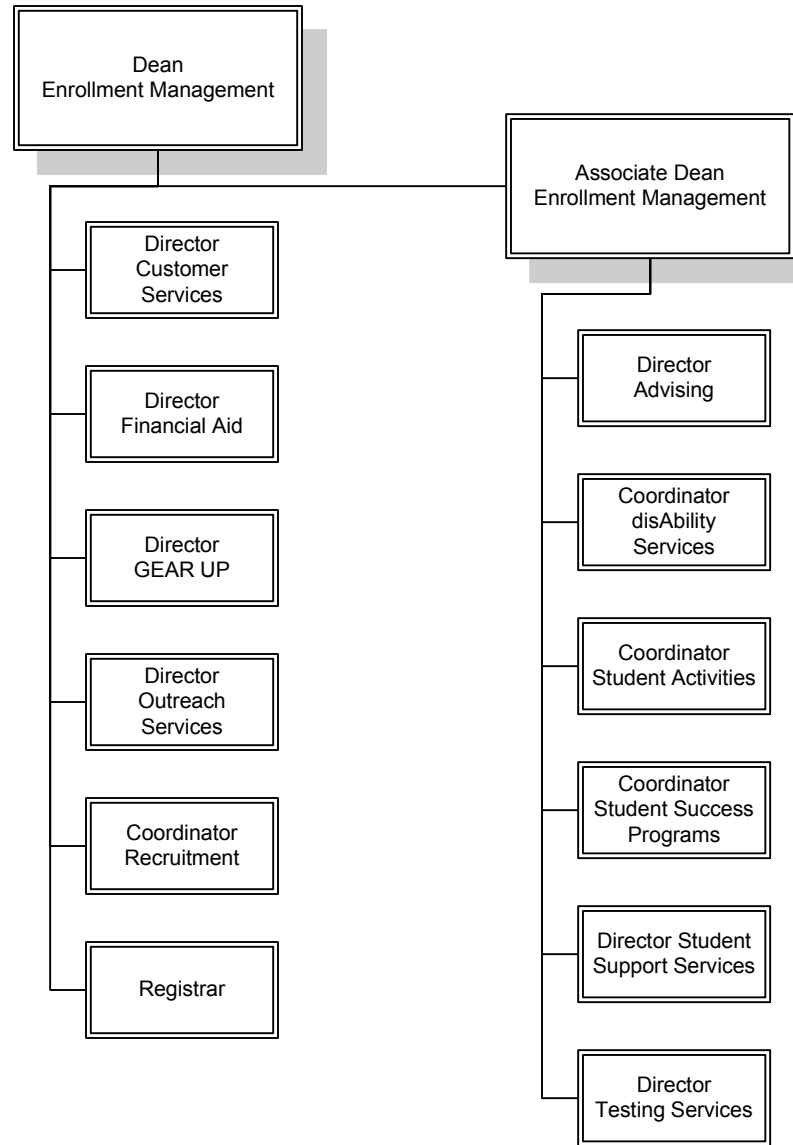 Dean
Enrollment Management
Associate Dean
Enrollment Management
Director
Customer
Services
Director
Financial Aid
Director
GEAR UP
Director
Outreach
Services
Coordinator
Recruitment
Registrar
Director
Advising
Coordinator
disAbility
Services
Coordinator
Student Activities
Coordinator
Student Success
Programs
Director Student
Support Services
Director
Testing Services